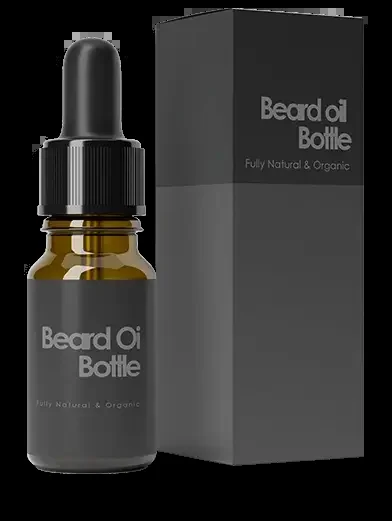 Beard oil
Bottle
Fully Natural & Organic
Beard Oi
Bottle
Fully Natural & Organic